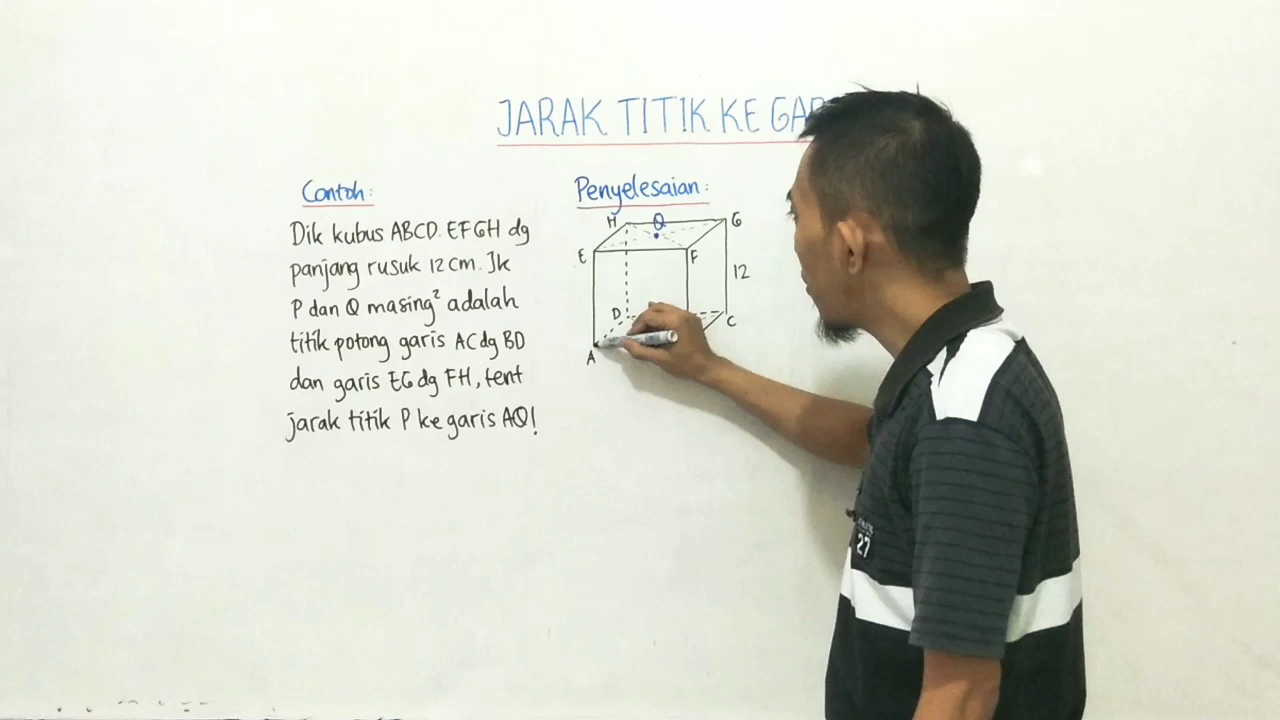 JARAK TITIK KE
Contoh:
Dik kubus ABCD. EFGH dg
panjang rusuk 12 cm. Jk
P dan Q masing² adalah
titik potong garis AC dg BD
dan garis EG dg FH, tent
jarak titik P ke garis AQ!
Penyelesaian:
H Q G
E F
12
D C
A
27